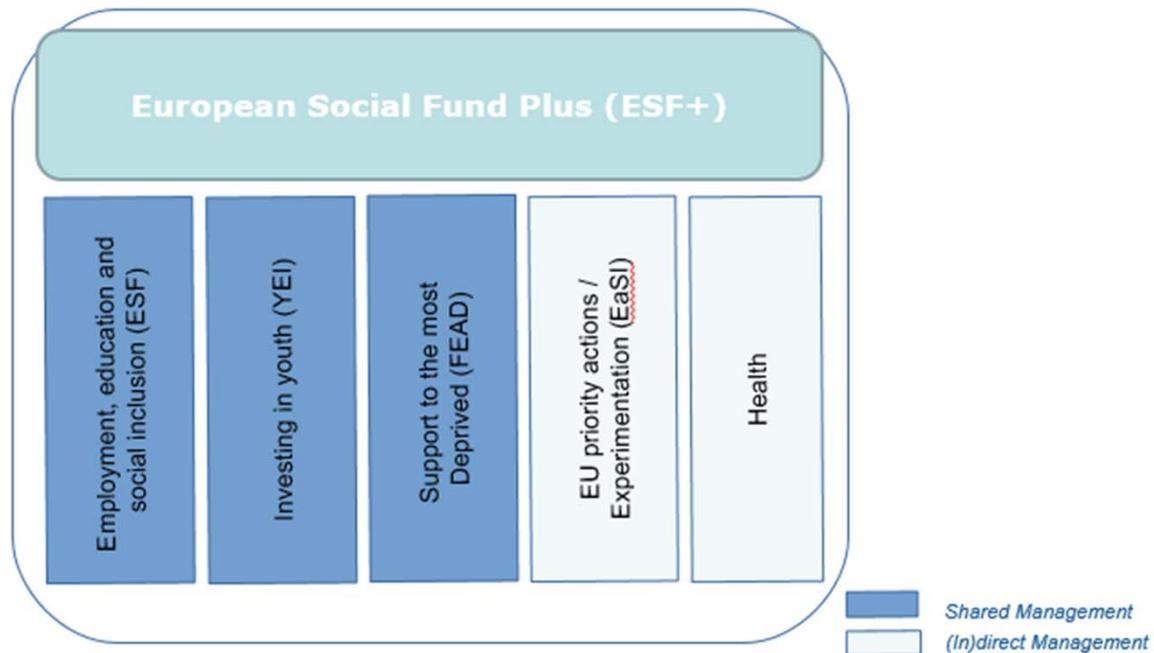 European Social Fund Plus (ESF+)
Employment, education and
social inclusion (ESF)
Investing in youth (YEI)
Support to the most
Deprived (FEAD)
EU priority actions /
Experimentation (EaSI)
Health
Shared Management
(In)direct Management